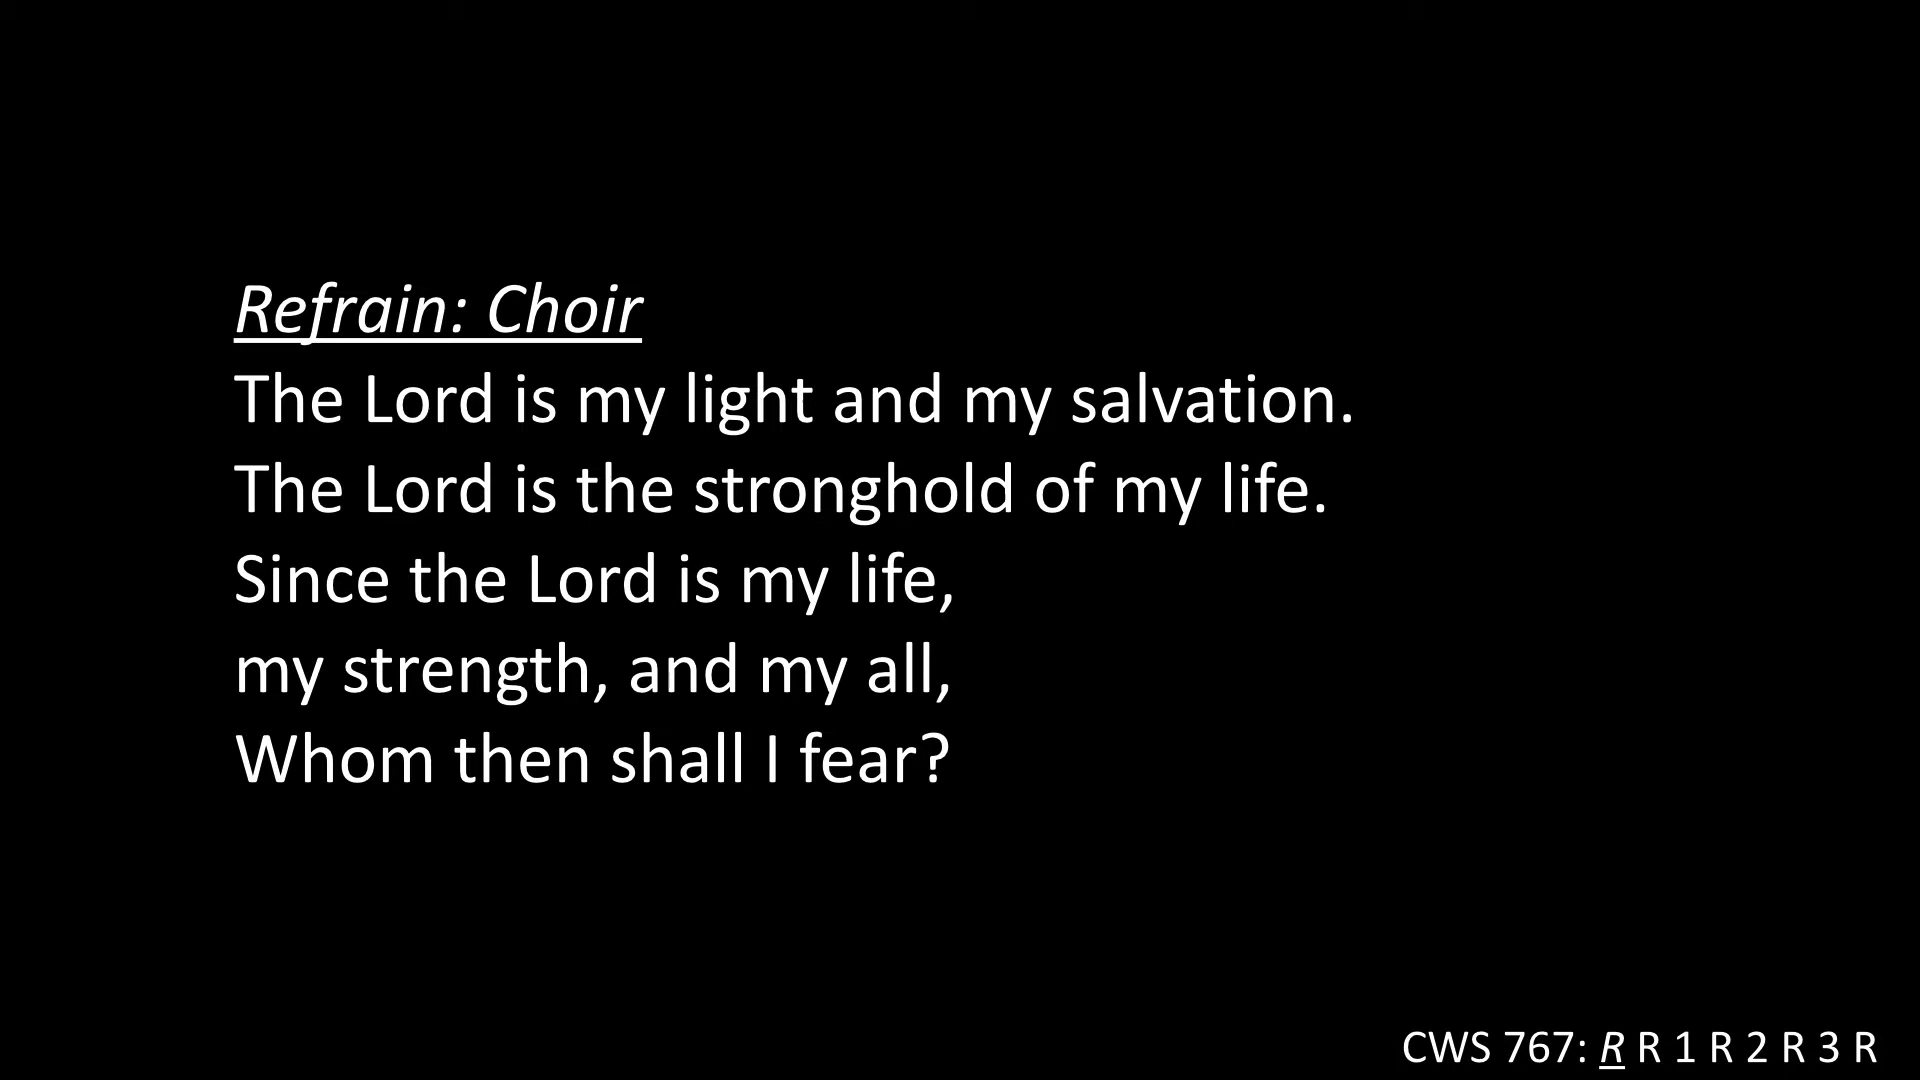 Refrain: Choir
The Lord is my light and my salvation.
The Lord is the stronghold of my life.
Since the Lord is my life,
my strength, and my all,
Whom then shall I fear?
CWS 767: R R 1 R 2 R 3 R